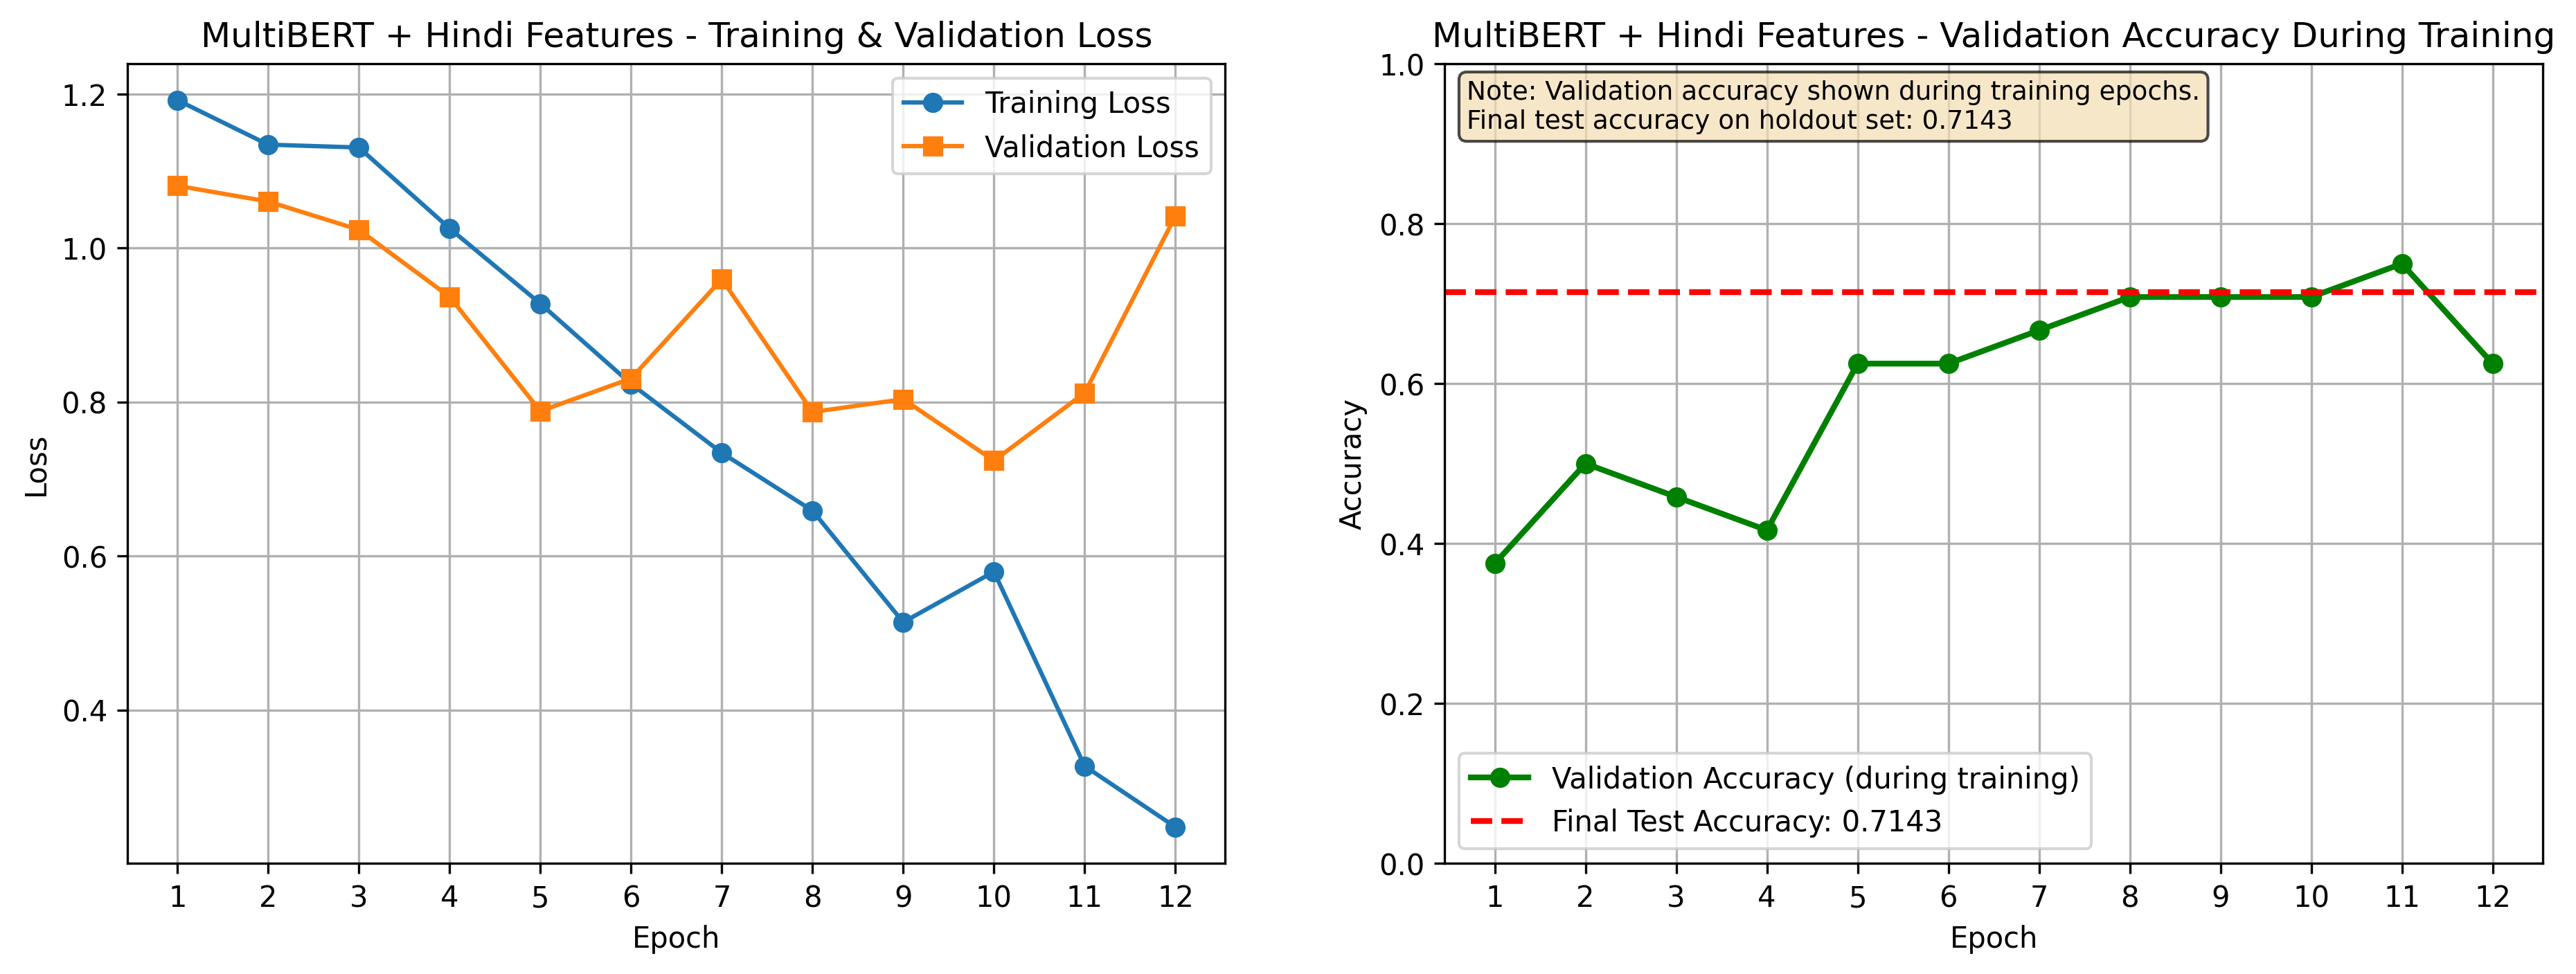 MultiBERT + Hindi Features - Training & Validation Loss
Training Loss
Validation Loss
1.2
1.0
0.8
0.6
0.4
Loss
1 2 3 4 5 6 7 8 9 10 11 12
Epoch
MultiBERT + Hindi Features - Validation Accuracy During Training
Note: Validation accuracy shown during training epochs.
Final test accuracy on holdout set: 0.7143
1.0
0.8
0.6
0.4
0.2
0.0
Accuracy
Validation Accuracy (during training)
Final Test Accuracy: 0.7143
1 2 3 4 5 6 7 8 9 10 11 12
Epoch